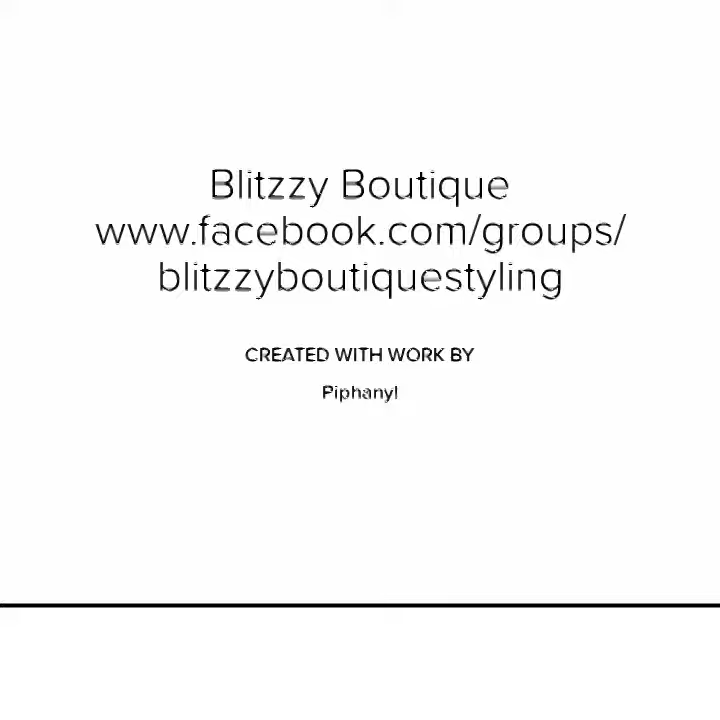 Blitzzy Boutique
www.facebook.com/groups/
blitzzyboutiquestyling
CREATED WITH WORK BY
Piphanyl